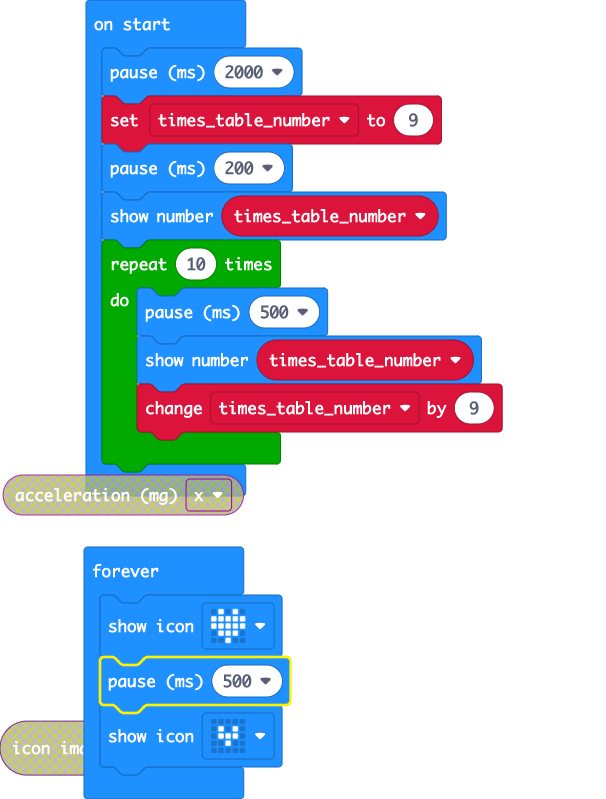 on start
pause (ms) 2000
set times_table_number to 9
pause (ms) 200
show number times_table_number
repeat 10 times
do
pause (ms) 500
show number times_table_number
change times_table_number by 9
acceleration (mg) x
forever
show icon
pause (ms) 500
show icon
icon